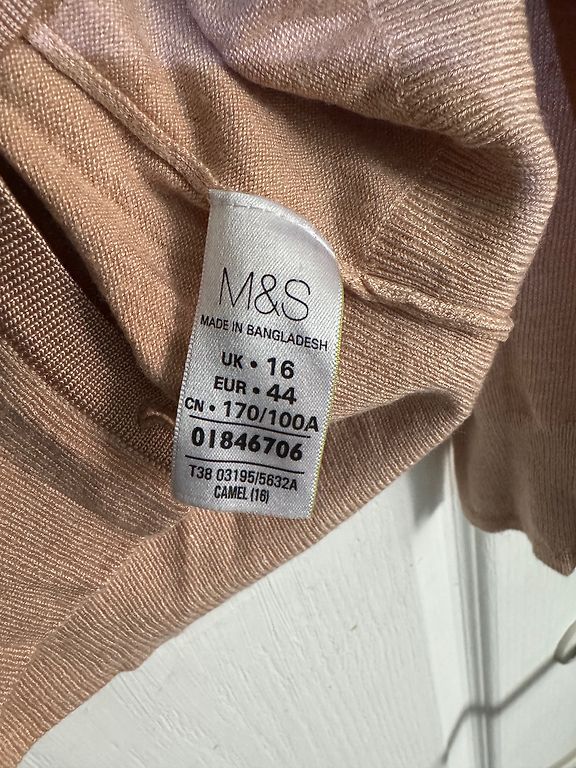 M&S
MADE IN BANGLADESH
UK • 16
EUR • 44
CN • 170/100A
01846706
T38 03195/5632A
CAMEL (16)